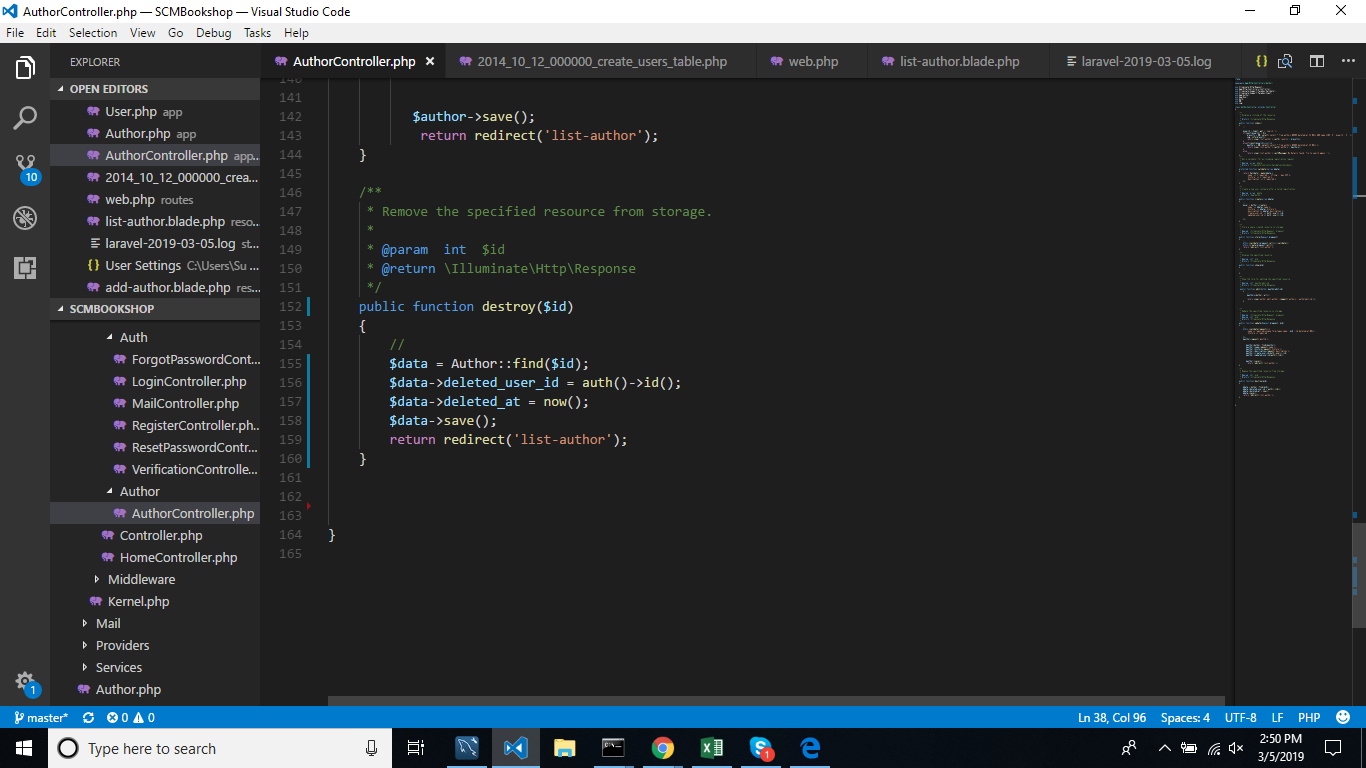 AuthorController.php — SCMBookshop — Visual Studio Code
File Edit Selection View Go Debug Tasks Help
EXPLORER
AuthorController.php
2014_10_12_000000_create_users_table.php
web.php
list-author.blade.php
laravel-2019-03-05.log
{}
OPEN EDITORS
User.php app
Author.php app
AuthorController.php app...
2014_10_12_000000_crea...
web.php routes
list-author.blade.php reso...
laravel-2019-03-05.log st...
{} User Settings C:\Users\Su ...
add-author.blade.php res...
SCMBOOKSHOP
Auth
ForgotPasswordCont...
LoginController.php
MailController.php
RegisterController.ph...
ResetPasswordContr...
VerificationControlle...
Author
AuthorController.php
Controller.php
HomeController.php
Middleware
Kernel.php
Mail
Providers
Services
Author.php
10
1
140
141
142 $author->save();
143 return redirect('list-author');
144 }
145
146 /**
147 * Remove the specified resource from storage.
148 *
149 * @param int $id
150 * @return \Illuminate\Http\Response
151 */
152 public function destroy($id)
153 {
154 //
155 $data = Author::find($id);
156 $data->deleted_user_id = auth()->id();
157 $data->deleted_at = now();
158 $data->save();
159 return redirect('list-author');
160 }
161
162
163
164 }
165
master* 0 0 Ln 38, Col 96 Spaces: 4 UTF-8 LF PHP
Type here to search
1
2:50 PM
3/5/2019